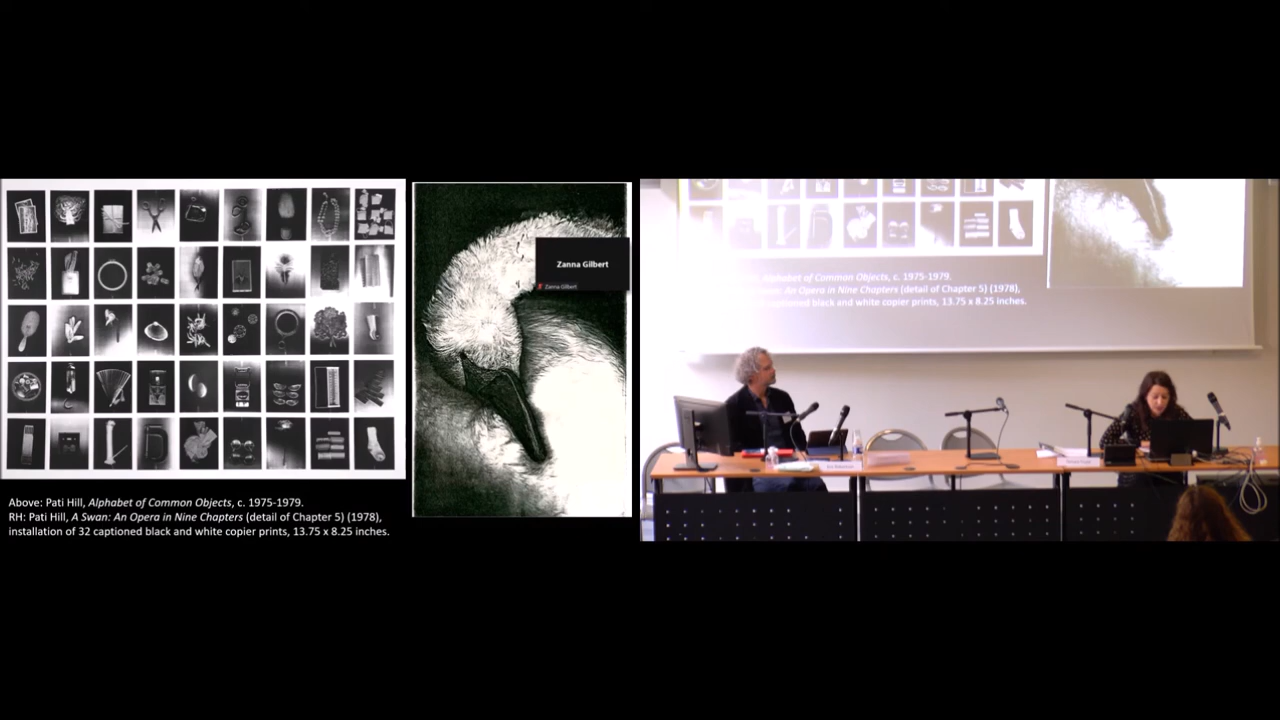 Above: Pati Hill, Alphabet of Common Objects, c. 1975-1979.
RH: Pati Hill, A Swan: An Opera in Nine Chapters (detail of Chapter 5) (1978),
installation of 32 captioned black and white copier prints, 13.75 x 8.25 inches.
Zanna Gilbert
Zanna Gilbert
Alphabet of Common Objects, c. 1975-1979.
An Opera in Nine Chapters (detail of Chapter 5) (1978),
captioned black and white copier prints, 13.75 x 8.25 inches.